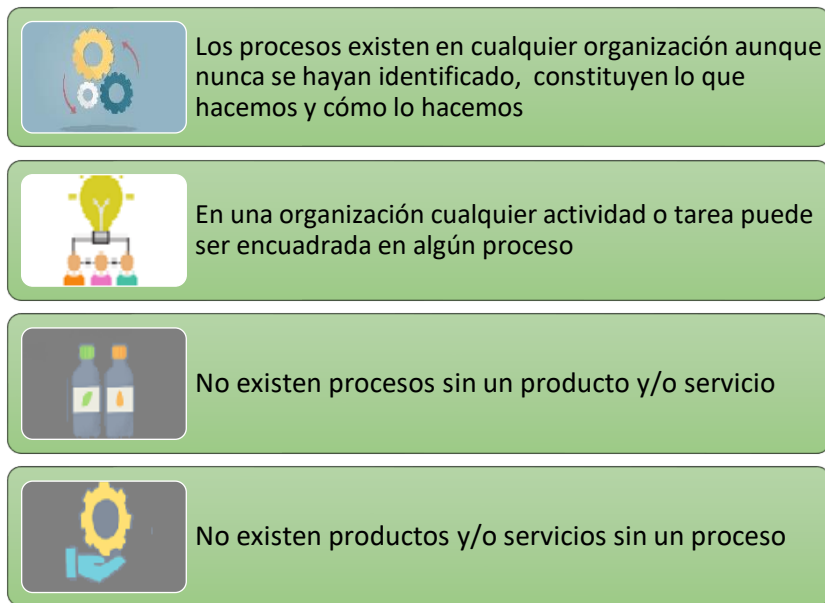 Los procesos existen en cualquier organización aunque
nunca se hayan identificado, constituyen lo que
hacemos y cómo lo hacemos
En una organización cualquier actividad o tarea puede
ser encuadrada en algún proceso
No existen procesos sin un producto y/o servicio
No existen productos y/o servicios sin un proceso